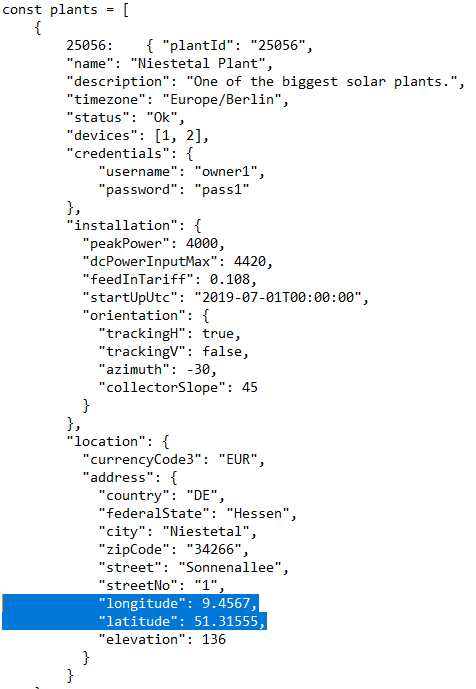 const plants = [
{
25056: { "plantId": "25056",
"name": "Niestetal Plant",
"description": "One of the biggest solar plants.",
"timezone": "Europe/Berlin",
"status": "Ok",
"devices": [1, 2],
"credentials": {
"username": "owner1",
"password": "pass1"
},
"installation": {
"peakPower": 4000,
"dcPowerInputMax": 4420,
"feedInTariff": 0.108,
"startUpUtc": "2019-07-01T00:00:00",
"orientation": {
"trackingH": true,
"trackingV": false,
"azimuth": -30,
"collectorSlope": 45
}
},
"location": {
"currencyCode3": "EUR",
"address": {
"country": "DE",
"federalState": "Hessen",
"city": "Niestetal",
"zipCode": "34266",
"street": "Sonnenallee",
"streetNo": "1",
"longitude": 9.4567,
"latitude": 51.31555,
"elevation": 136
}
}